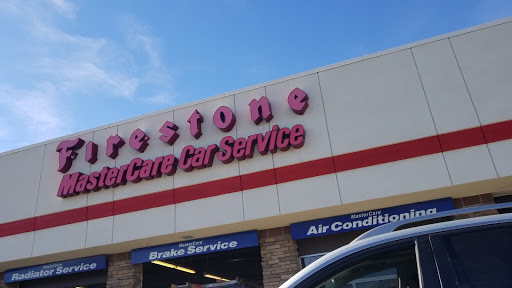 Firestone
MasterCare Car Service
MasterCare
Air Conditioning
MasterCare
Brake Service
MasterCare
Radiator Service